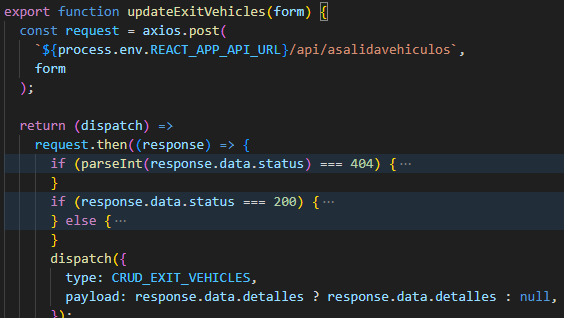 export function updateExitVehicles(form) {
const request = axios.post(
`${process.env.REACT_APP_API_URL}/api/asalidavehiculos`,
form
);
return (dispatch) =>
request.then((response) => {
if (parseInt(response.data.status) === 404) {⋯
}
if (response.data.status === 200) {⋯
} else {⋯
}
dispatch({
type: CRUD_EXIT_VEHICLES,
payload: response.data.detalles ? response.data.detalles : null,
});